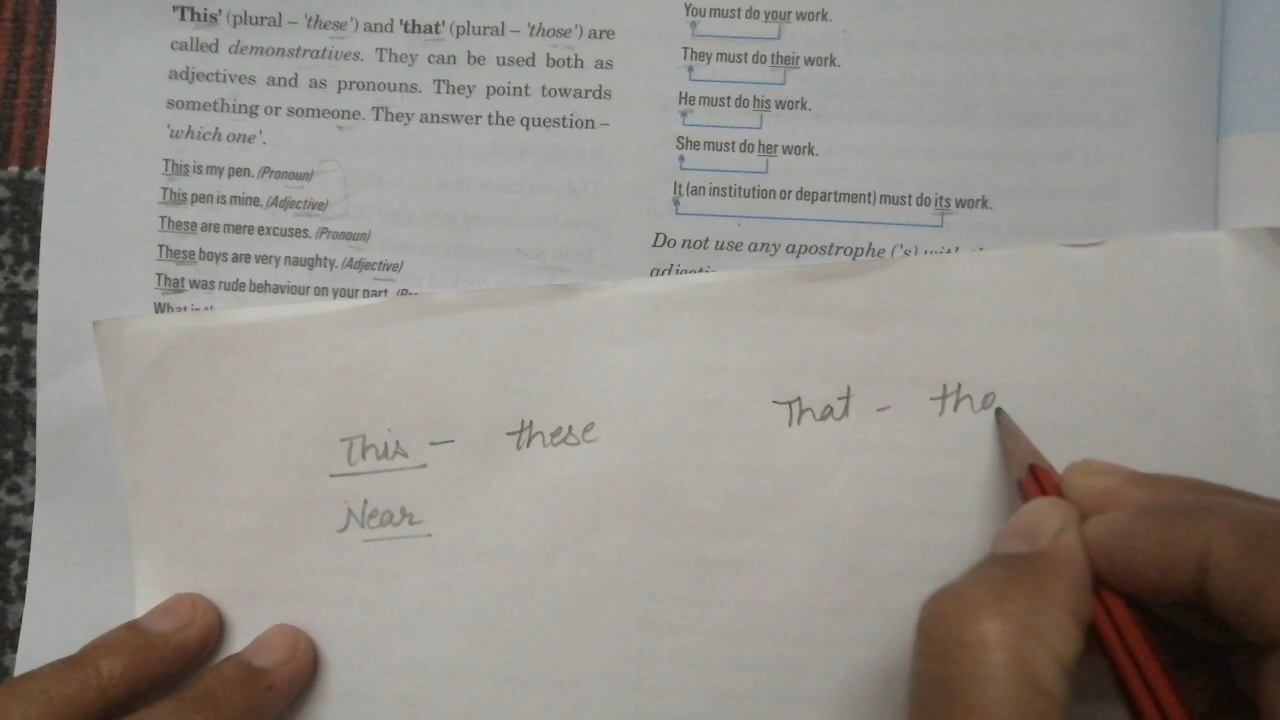 'This' (plural – 'these') and 'that' (plural – 'those') are
called demonstratives. They can be used both as
adjectives and as pronouns. They point towards
something or someone. They answer the question –
'which one'.
This is my pen. (Pronoun)
This pen is mine. (Adjective)
These are mere excuses. (Pronoun)
These boys are very naughty. (Adjective)
That was rude behaviour on your part.
What
You must do your work.
They must do their work.
He must do his work.
She must do her work.
It (an institution or department) must do its work.
Do not use any apostrophe ('s)
This – these
Near
That – tho